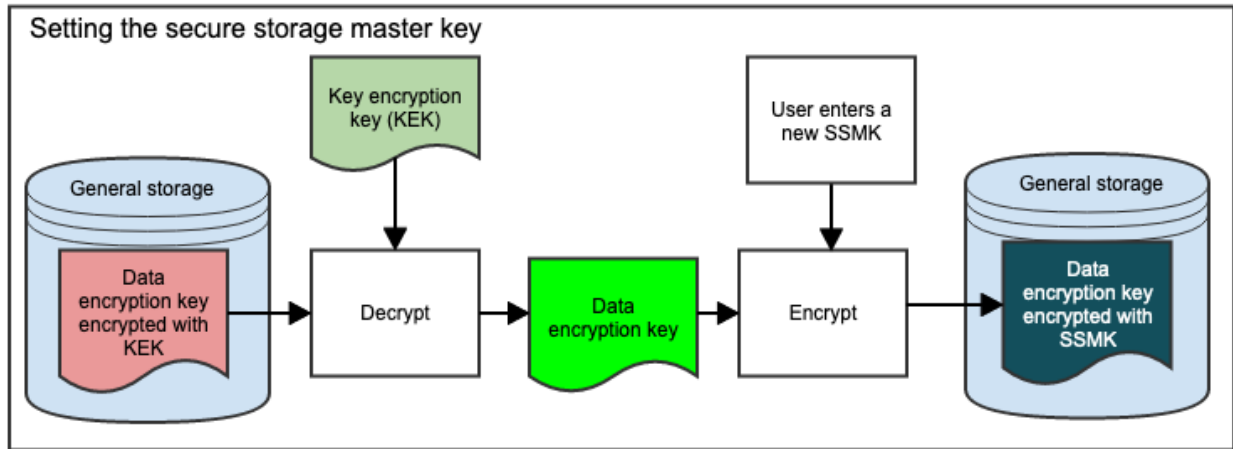 Setting the secure storage master key
Key encryption
key (KEK)
User enters a
new SSMK
General storage
General storage
Data
encryption key
encrypted with
KEK
Decrypt
Data
encryption key
Encrypt
Data
encryption key
encrypted with
SSMK